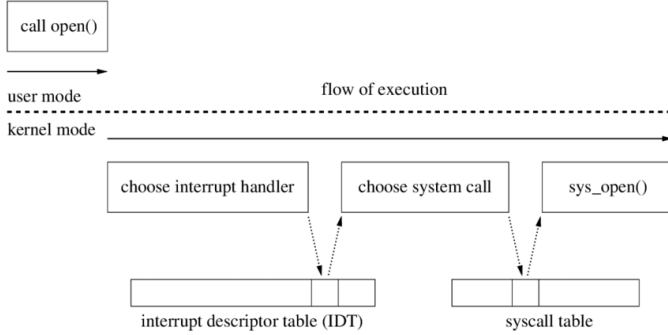 call open()
user mode
flow of execution
kernel mode
choose interrupt handler
choose system call
sys_open()
interrupt descriptor table (IDT)
syscall table